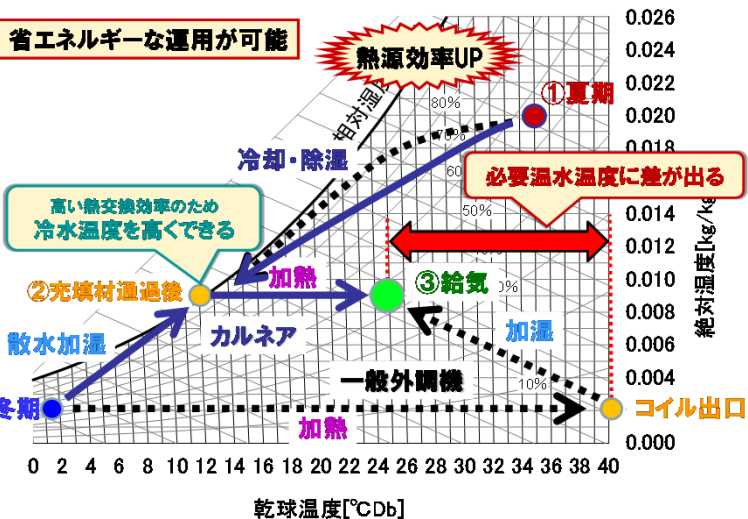 省エネルギーな運用が可能
熱源効率UP
①夏期
相対湿度
80%
70%
60
50%
冷却・除湿
必要温水温度に差が出る
高い熱交換効率のため
冷水温度を高くできる
②充填材通過後
加熱
③給気
0%
散水加湿
カルネア
加湿
一般外調機
10%
冬期
加熱
コイル出口
0.026
0.024
0.022
0.020
0.018
0.014
0.012
0.010
0.008
0.006
0.004
0.000
絶対湿度[kg/kg
0 2 4 6 8 10 12 14 16 18 20 22 24 26 28 30 32 34 36 38 40
乾球温度[℃Db]